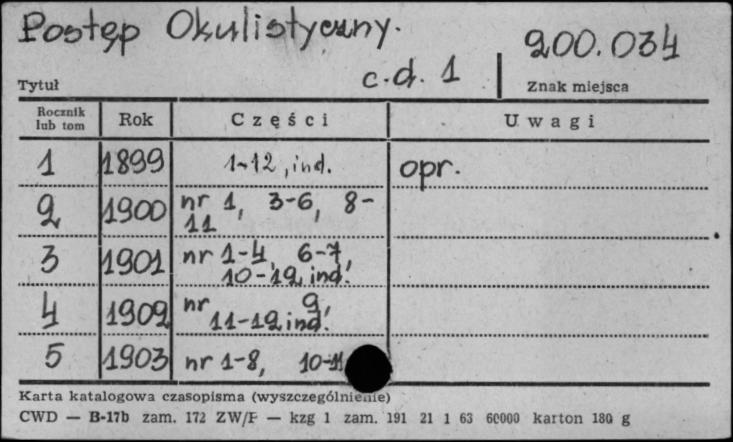 Postęp Okulistyczny.
200.034
c.d. 1
Tytuł
Znak miejsca
Rocznik lub tom Rok Części Uwagi
1 1899 1-12, ind. opr.
2 1900 nr 1, 3-6, 8-
11
3 1901 nr 1-4, 6-7,
10-12, ind.
4 1902 nr 9,
11-12 ind.
5 1903 nr 1-8, 10-11
Karta katalogowa czasopisma (wyszczególnienie)
CWD — B-17b zam. 172 ZW/F — kzg 1 zam. 191 21 1 63 60000 karton 180 g